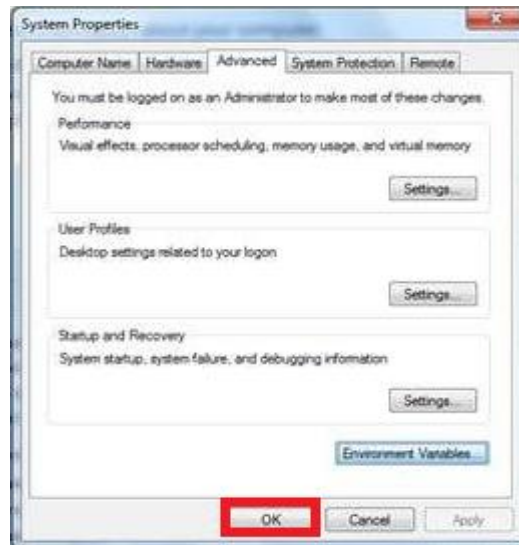 System Properties
Computer Name Hardware Advanced System Protection Remote
You must be logged on as an Administrator to make most of these changes.
Performance
Visual effects, processor scheduling, memory usage, and virtual memory
Settings...
User Profiles
Desktop settings related to your logon
Settings...
Startup and Recovery
System startup, system failure, and debugging information
Settings...
Environment Variables...
OK Cancel Apply